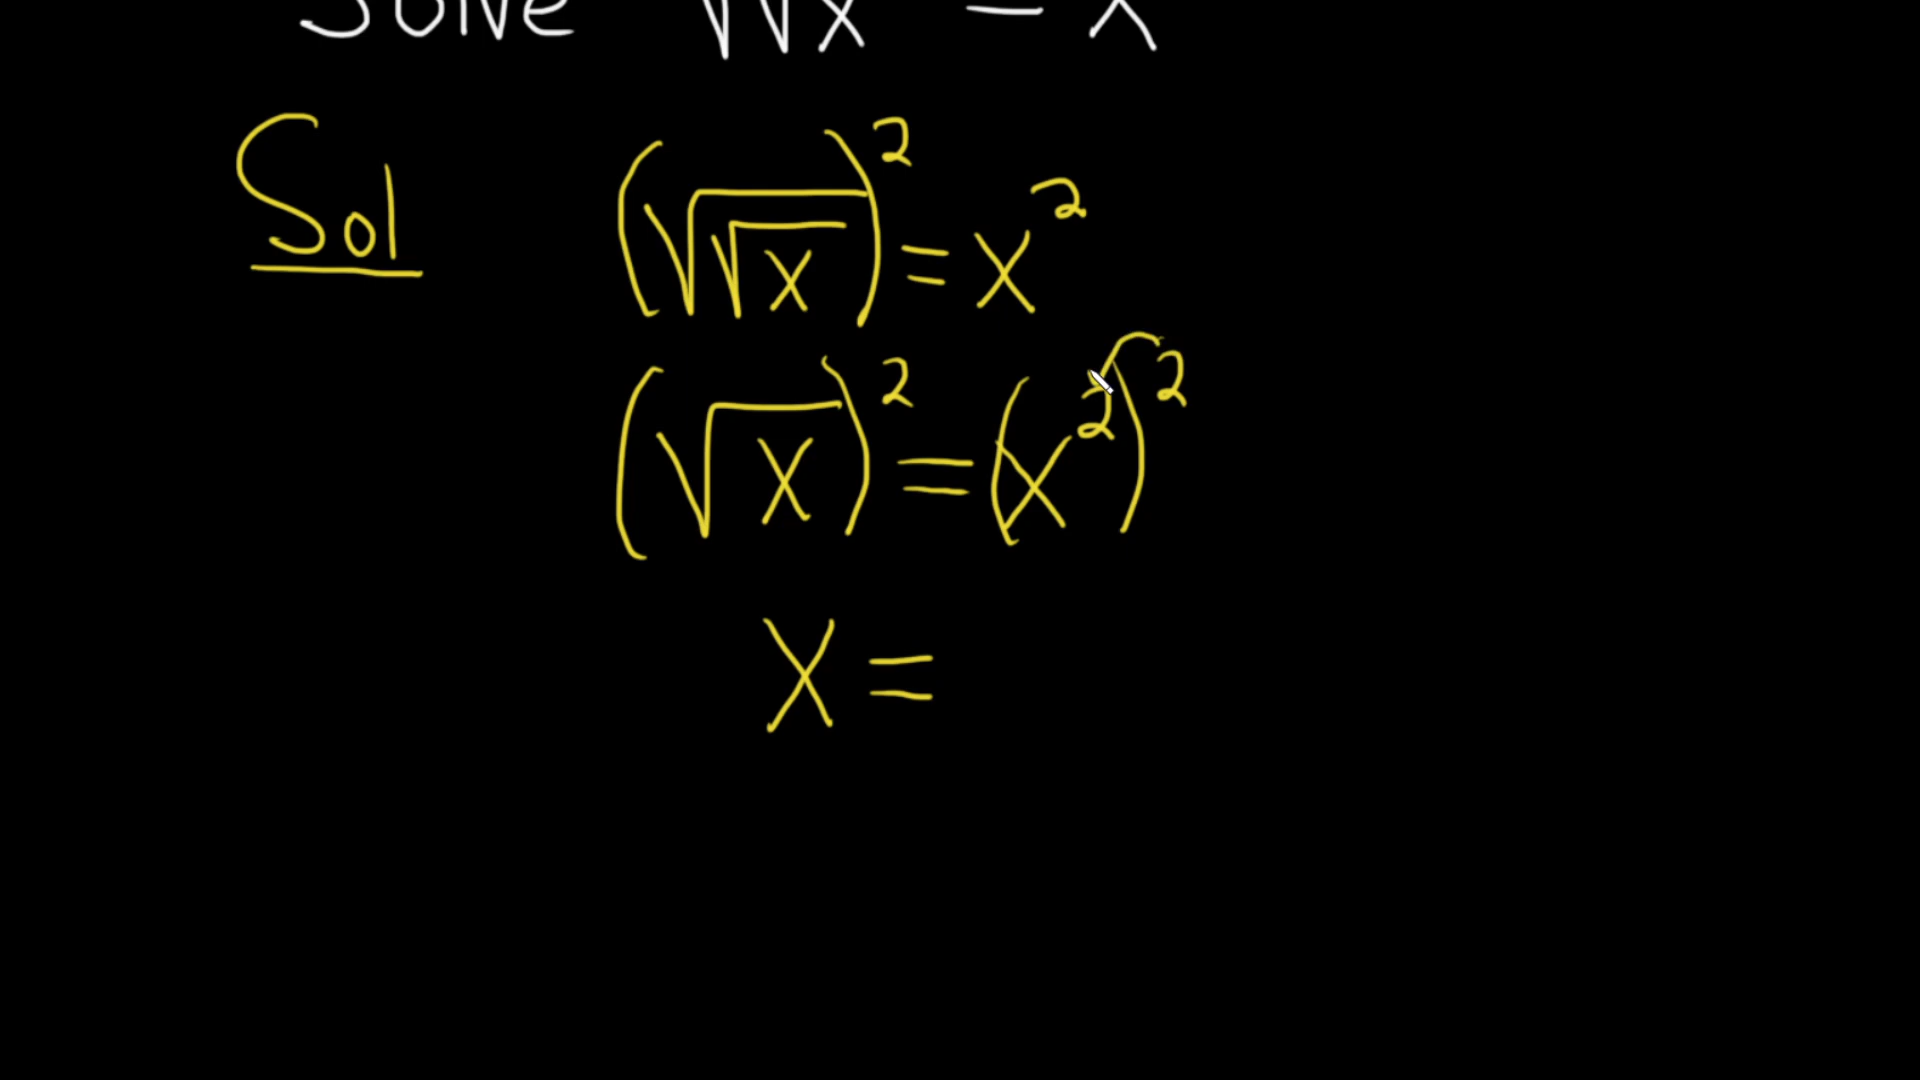 Solve √√x = x
Sol
(√√x)² = x²
(√x)² = (x²)²
x =